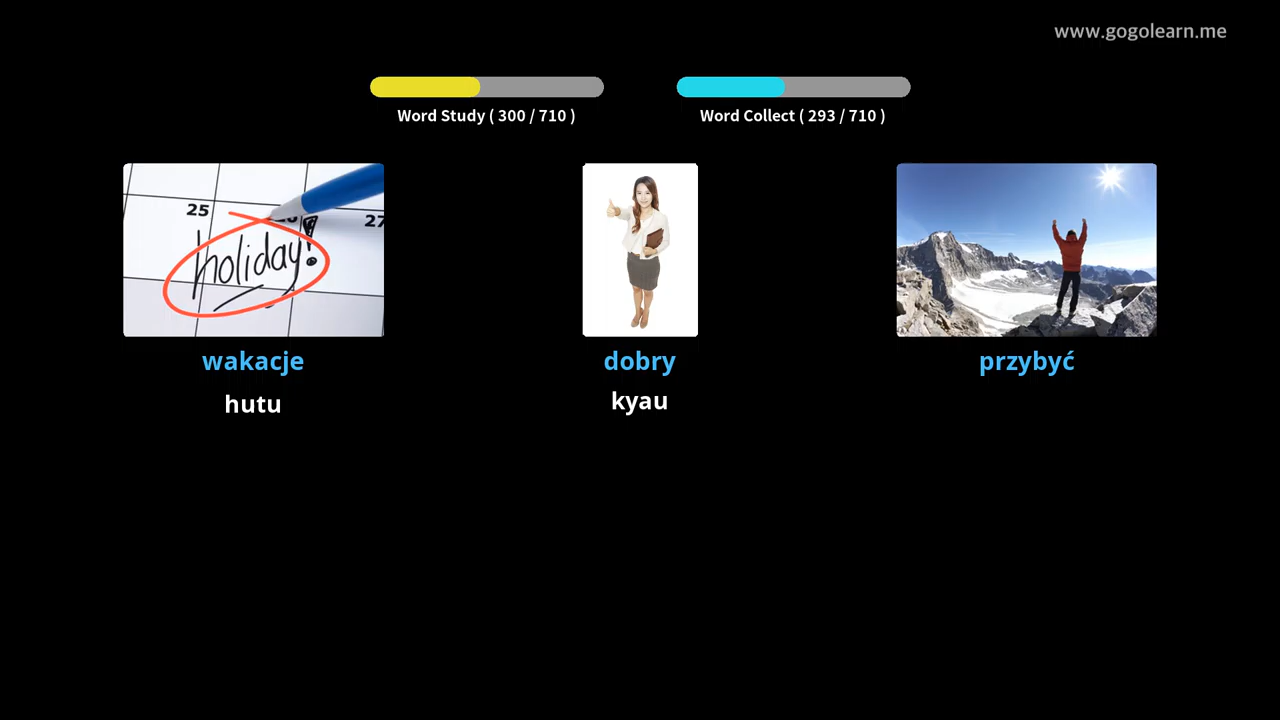 www.gogolearn.me
Word Study ( 300 / 710 )
Word Collect ( 293 / 710 )
25
27
holiday!
wakacje
dobry
przybyć
hutu
kyau